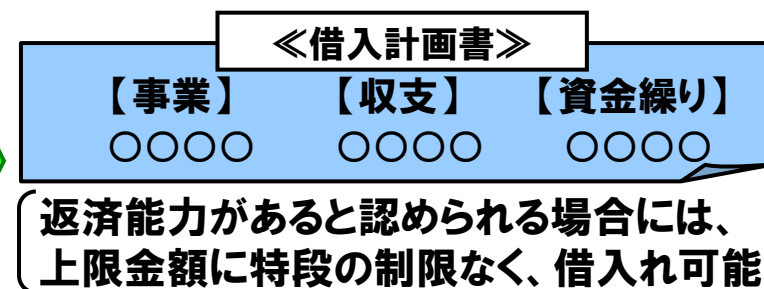 ≪借入計画書≫
【事業】 【収支】 【資金繰り】
○○○○ ○○○○ ○○○○
返済能力があると認められる場合には、
上限金額に特段の制限なく、借入れ可能